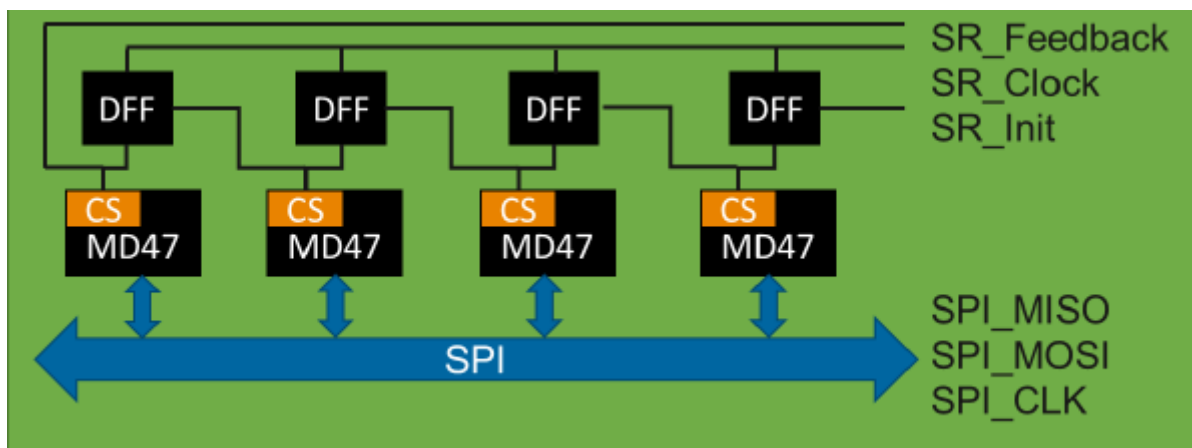 SR_Feedback
SR_Clock
SR_Init
DFF
DFF
DFF
DFF
CS
MD47
CS
MD47
CS
MD47
CS
MD47
SPI
SPI_MISO
SPI_MOSI
SPI_CLK